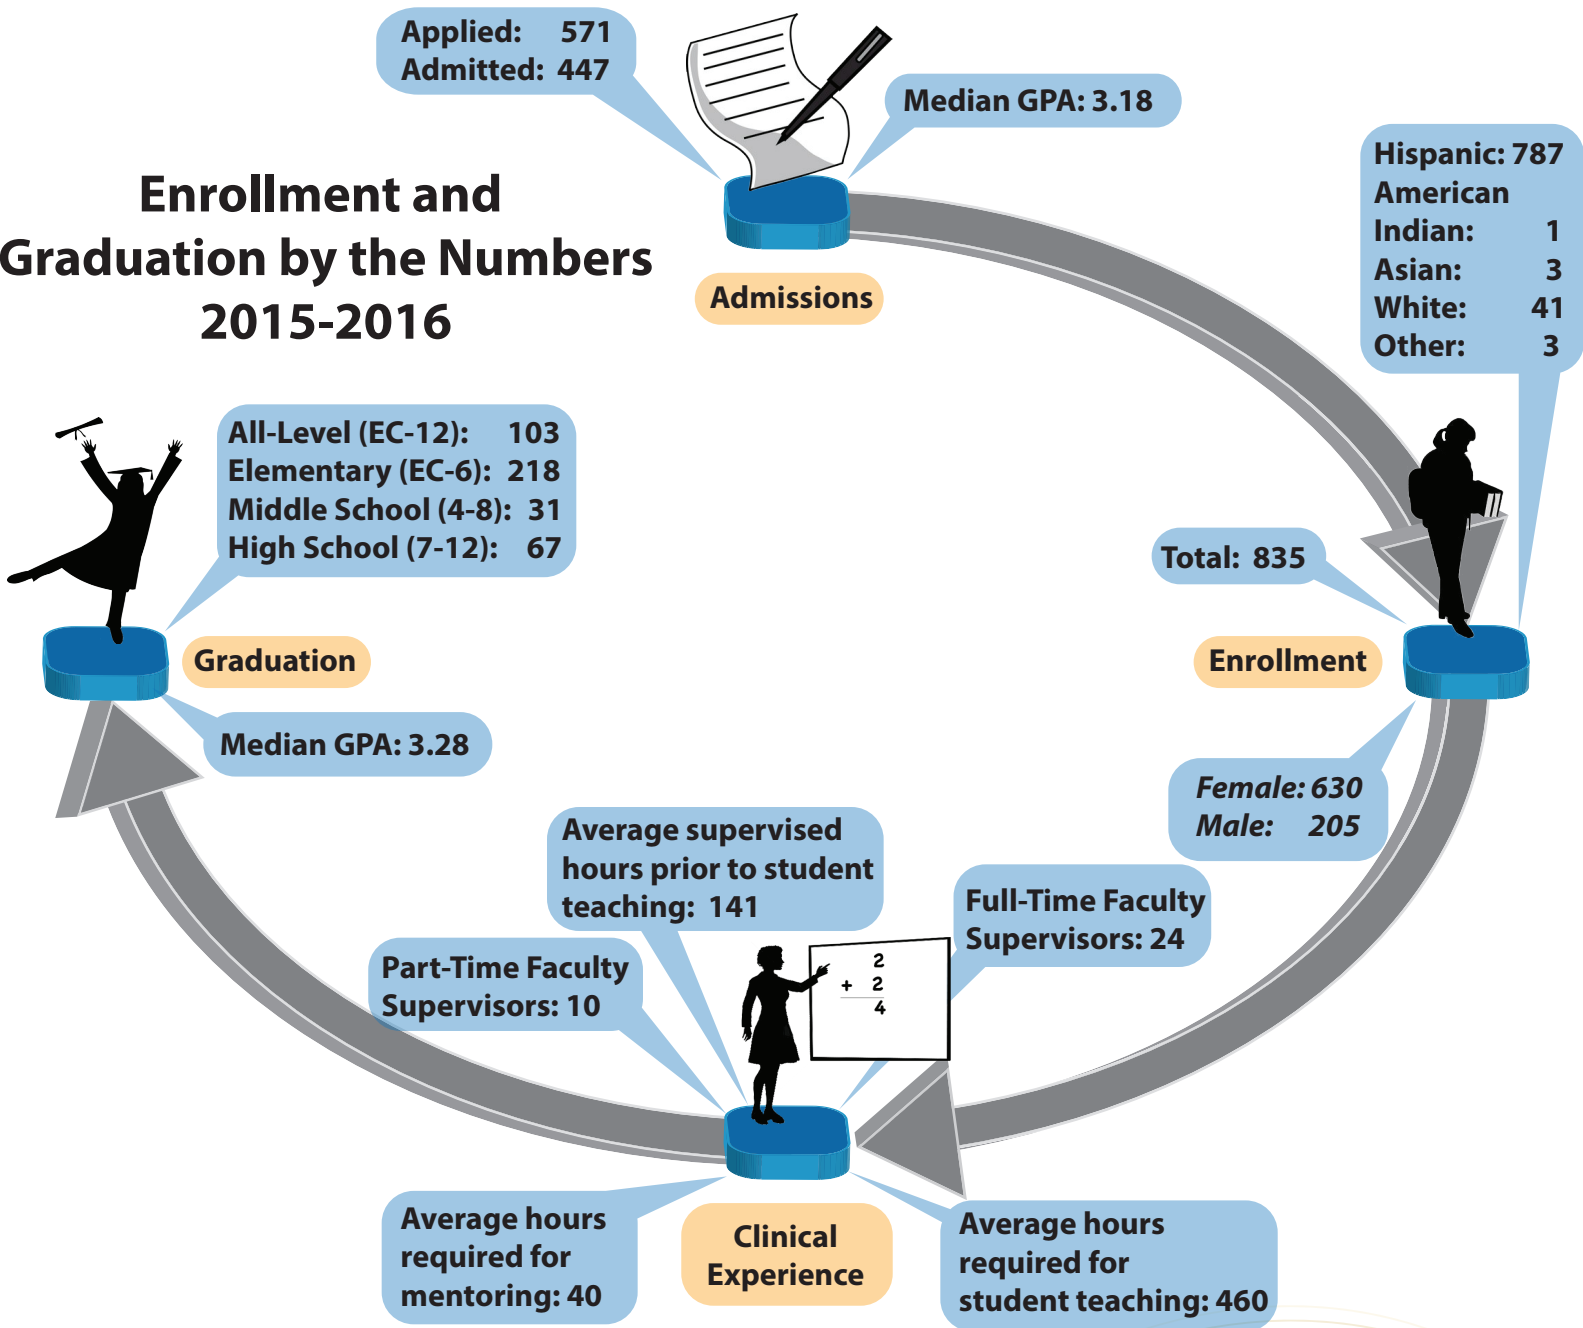 Applied: 571
Admitted: 447
Median GPA: 3.18
Enrollment and
Graduation by the Numbers
2015-2016
Admissions
Hispanic: 787
American
Indian: 1
Asian: 3
White: 41
Other: 3
All-Level (EC-12): 103
Elementary (EC-6): 218
Middle School (4-8): 31
High School (7-12): 67
Total: 835
Graduation
Enrollment
Median GPA: 3.28
Female: 630
Male: 205
Average supervised
hours prior to student
teaching: 141
Full-Time Faculty
Supervisors: 24
Part-Time Faculty
Supervisors: 10
2
+ 2
4
Average hours
required for
mentoring: 40
Clinical
Experience
Average hours
required for
student teaching: 460